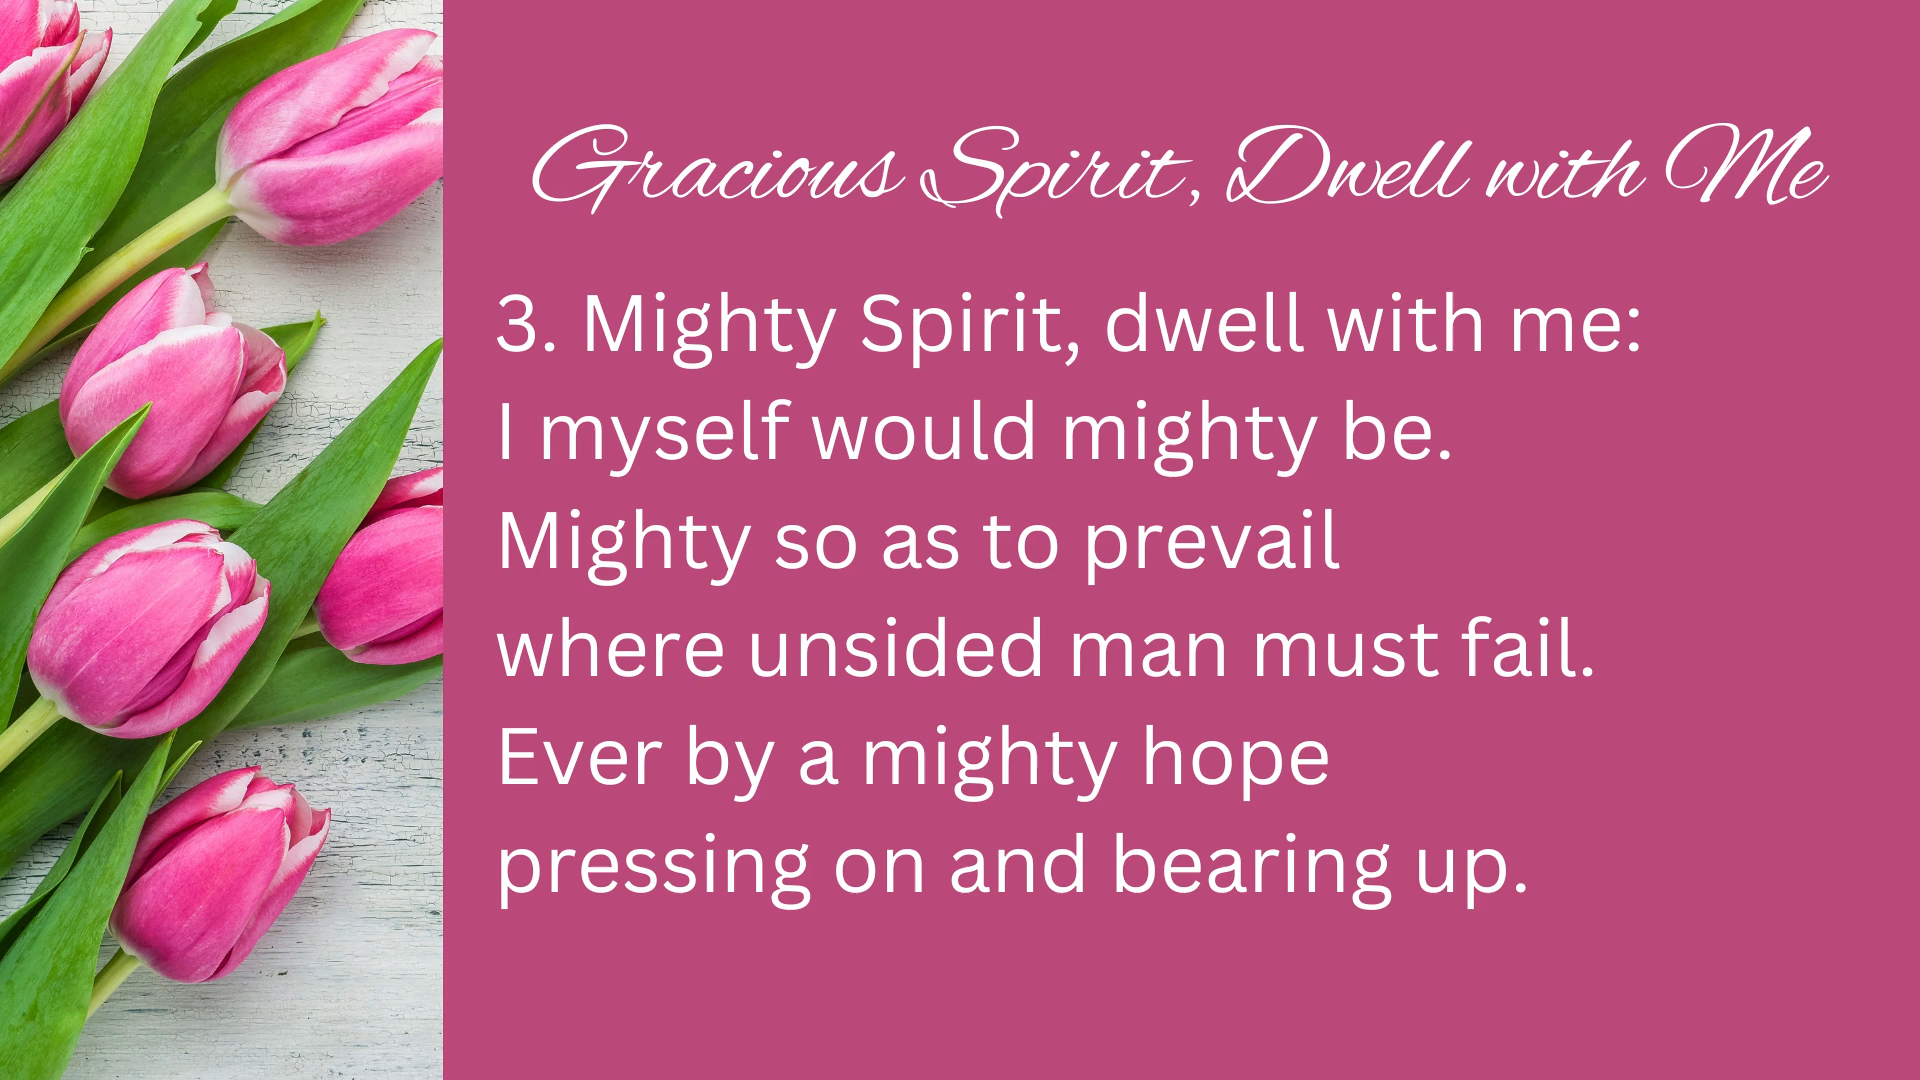 Gracious Spirit, Dwell with Me
3. Mighty Spirit, dwell with me:
I myself would mighty be.
Mighty so as to prevail
where unsided man must fail.
Ever by a mighty hope
pressing on and bearing up.